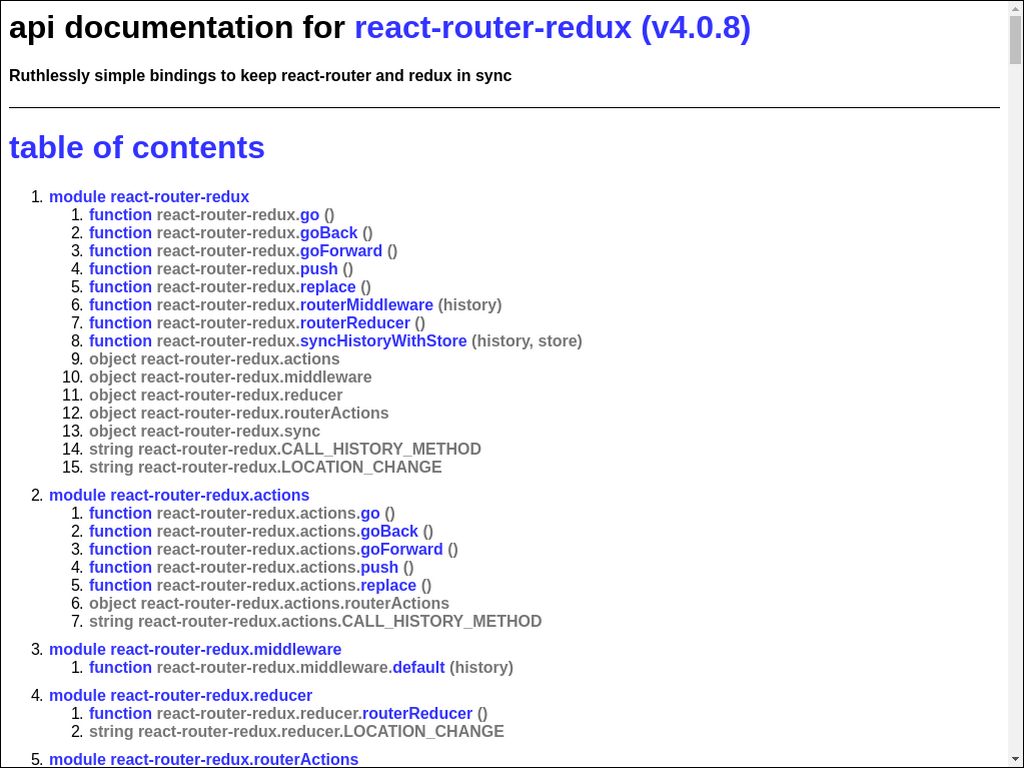 api documentation for react-router-redux (v4.0.8)
Ruthlessly simple bindings to keep react-router and redux in sync
table of contents
1. module react-router-redux
1. function react-router-redux.go ()
2. function react-router-redux.goBack ()
3. function react-router-redux.goForward ()
4. function react-router-redux.push ()
5. function react-router-redux.replace ()
6. function react-router-redux.routerMiddleware (history)
7. function react-router-redux.routerReducer ()
8. function react-router-redux.syncHistoryWithStore (history, store)
9. object react-router-redux.actions
10. object react-router-redux.middleware
11. object react-router-redux.reducer
12. object react-router-redux.routerActions
13. object react-router-redux.sync
14. string react-router-redux.CALL_HISTORY_METHOD
15. string react-router-redux.LOCATION_CHANGE
2. module react-router-redux.actions
1. function react-router-redux.actions.go ()
2. function react-router-redux.actions.goBack ()
3. function react-router-redux.actions.goForward ()
4. function react-router-redux.actions.push ()
5. function react-router-redux.actions.replace ()
6. object react-router-redux.actions.routerActions
7. string react-router-redux.actions.CALL_HISTORY_METHOD
3. module react-router-redux.middleware
1. function react-router-redux.middleware.default (history)
4. module react-router-redux.reducer
1. function react-router-redux.reducer.routerReducer ()
2. string react-router-redux.reducer.LOCATION_CHANGE
5. module react-router-redux.routerActions